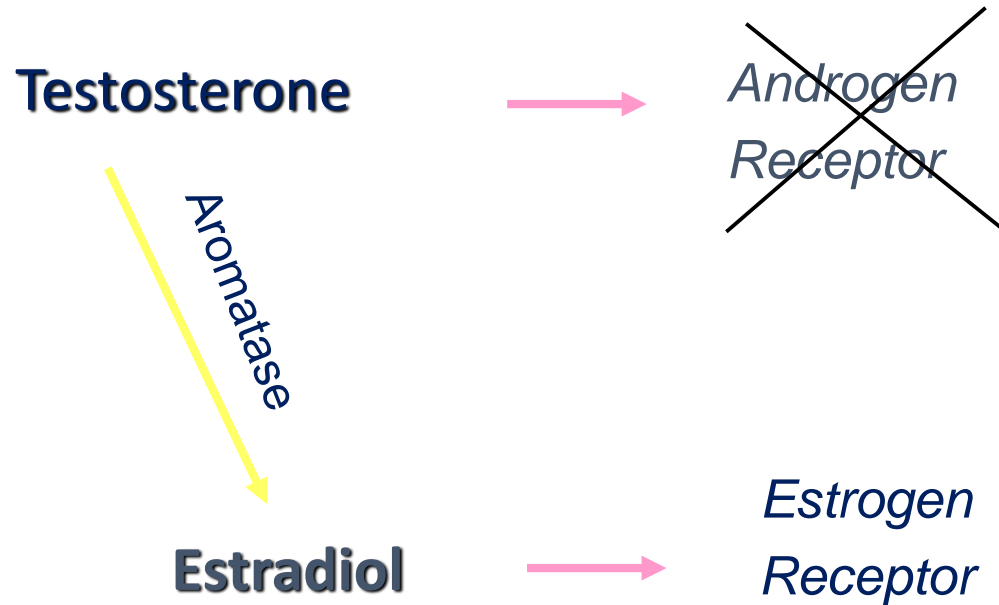 Testosterone
Androgen
Receptor
Aromatase
Estradiol
Estrogen
Receptor